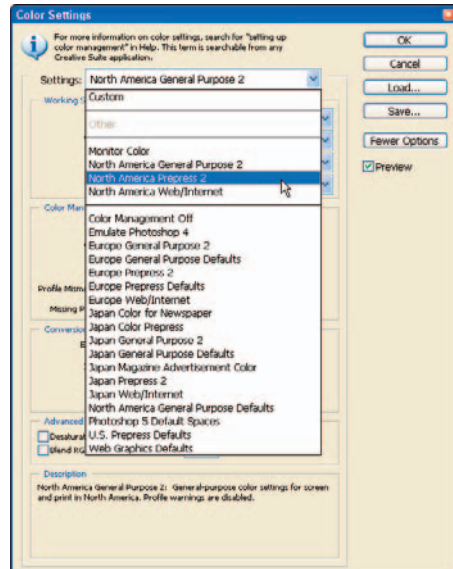 Color Settings
For more information on color settings, search for "setting up
color management" in Help. This term is searchable from any
Creative Suite application.
OK
Cancel
Load...
Save...
Fewer Options
Preview
Settings: North America General Purpose 2
Working S
Custom
Other
Monitor Color
North America General Purpose 2
North America Prepress 2
North America Web/Internet
Color Man
Color Management Off
Emulate Photoshop 4
Europe General Purpose 2
Europe General Purpose Defaults
Europe Prepress 2
Profile Mism
Europe Prepress Defaults
Europe Web/Internet
Missing P
Japan Color for Newspaper
Japan Color Prepress
Conversion
Japan General Purpose 2
E
Japan General Purpose Defaults
Japan Magazine Advertisement Color
Japan Prepress 2
Japan Web/Internet
North America General Purpose Defaults
Advanced
Photoshop 5 Default Spaces
Desaturat
U.S. Prepress Defaults
Blend RG
Web Graphics Defaults
Description
North America General Purpose 2: General-purpose color settings for screen
and print in North America. Profile warnings are disabled.